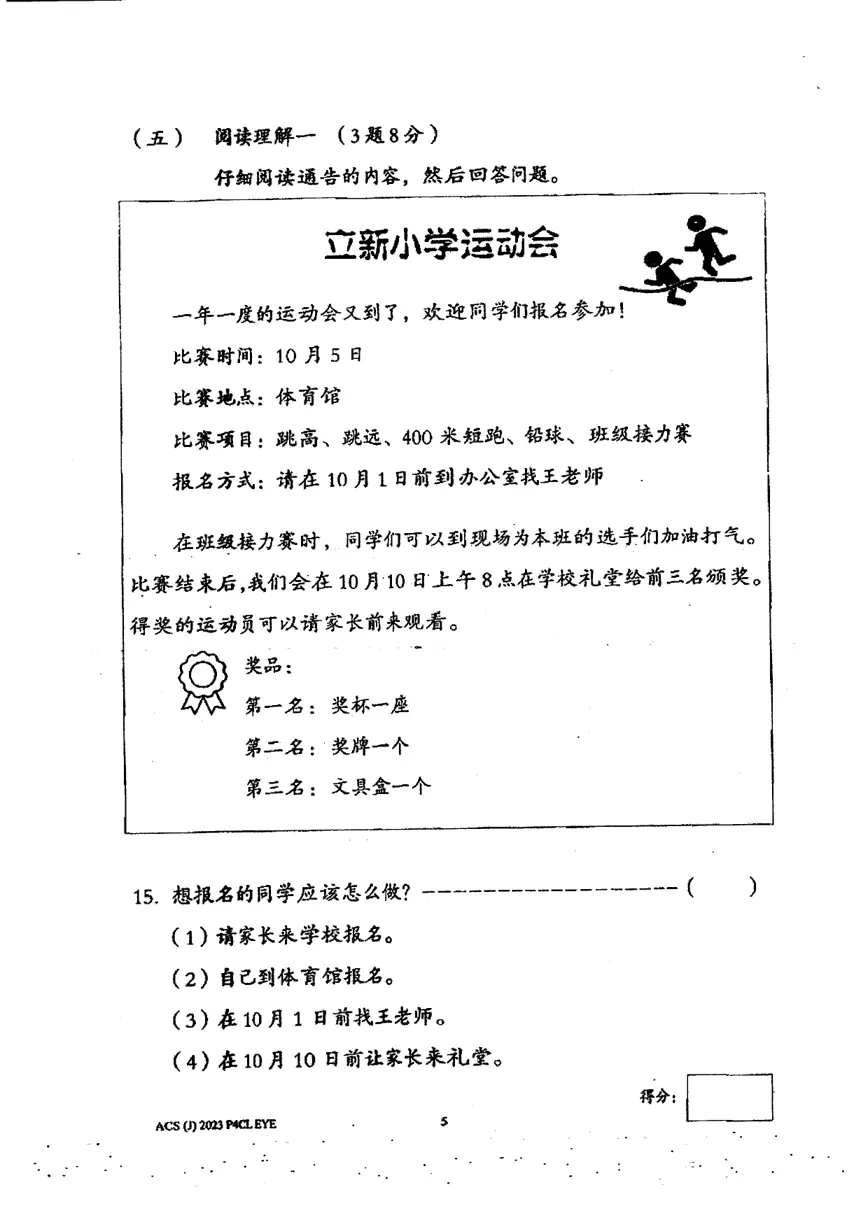 （五） 阅读理解一 （3题8分）
仔细阅读通告的内容，然后回答问题。
立新小学运动会
一年一度的运动会又到了，欢迎同学们报名参加！
比赛时间：10月5日
比赛地点：体育馆
比赛项目：跳高、跳远、400米短跑、铅球、班级接力赛
报名方式：请在10月1日前到办公室找王老师
在班级接力赛时，同学们可以到现场为本班的选手们加油打气。
比赛结束后，我们会在10月10日上午8点在学校礼堂给前三名颁奖。
得奖的运动员可以请家长前来观看。
奖品：
第一名：奖杯一座
第二名：奖牌一个
第三名：文具盒一个
15. 想报名的同学应该怎么做？-------------------（ ）
（1）请家长来学校报名。
（2）自己到体育馆报名。
（3）在10月1日前找王老师。
（4）在10月10日前让家长来礼堂。
得分：
ACS (J) 2023 P4CL EYE
5